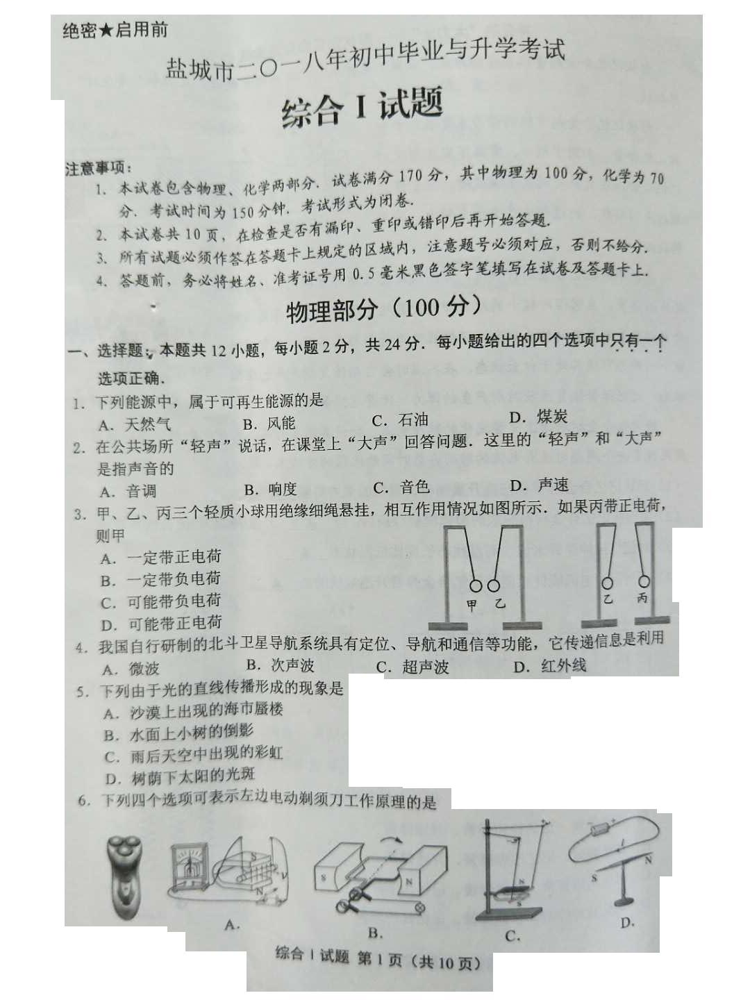 绝密★启用前
盐城市二〇一八年初中毕业与升学考试
综合 I 试题
注意事项：
1. 本试卷包含物理、化学两部分．试卷满分 170 分，其中物理为 100 分，化学为 70
分．考试时间为 150 分钟．考试形式为闭卷．
2、本试卷共 10 页，在检查是否有漏印、重印或错印后再开始答题．
3、所有试题必须作答在答题卡上规定的区域内，注意题号必须对应，否则不给分．
4、答题前，务必将姓名、准考证号用 0.5 毫米黑色签字笔填写在试卷及答题卡上．
物理部分（100 分）
一、选择题：本题共 12 小题，每小题 2 分，共 24 分．每小题给出的四个选项中只有一个
选项正确．
1．下列能源中，属于可再生能源的是
A．天然气 B．风能 C．石油 D．煤炭
2．在公共场所“轻声”说话，在课堂上“大声”回答问题．这里的“轻声”和“大声”
是指声音的
A．音调 B．响度 C．音色 D．声速
3．甲、乙、丙三个轻质小球用绝缘细绳悬挂，相互作用情况如图所示．如果丙带正电荷，
则甲
A．一定带正电荷
B．一定带负电荷
C．可能带负电荷
D．可能带正电荷
甲 乙 乙 丙
4．我国自行研制的北斗卫星导航系统具有定位、导航和通信等功能，它传递信息是利用
A．微波 B．次声波 C．超声波 D．红外线
5．下列由于光的直线传播形成的现象是
A．沙漠上出现的海市蜃楼
B．水面上小树的倒影
C．雨后天空中出现的彩虹
D．树荫下太阳的光斑
6．下列四个选项可表示左边电动剃须刀工作原理的是
S N v S N N S − + I S N
A． B． C． D．
综合 I 试题 第 1 页（共 10 页）